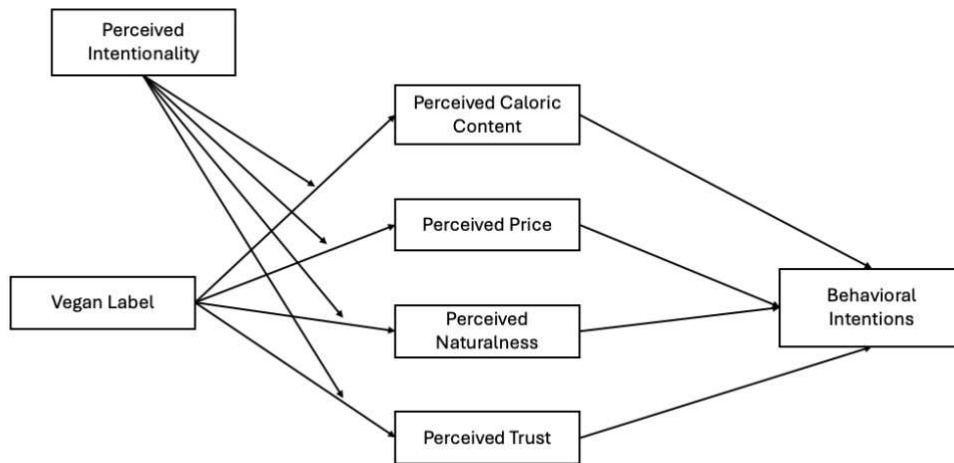 Perceived
Intentionality
Perceived Caloric
Content
Perceived Price
Vegan Label
Perceived
Naturalness
Behavioral
Intentions
Perceived Trust